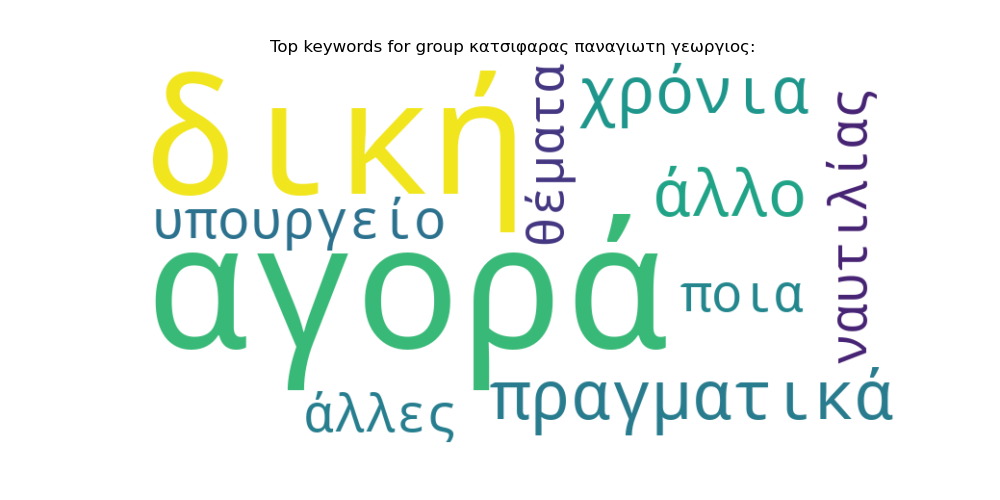 Top keywords for group κατσιφαρας παναγιωτη γεωργιος:
δική
θέματα
χρόνια
ναυτιλίας
άλλο
υπουργείο
αγορά
ποια
πραγματικά
άλλες